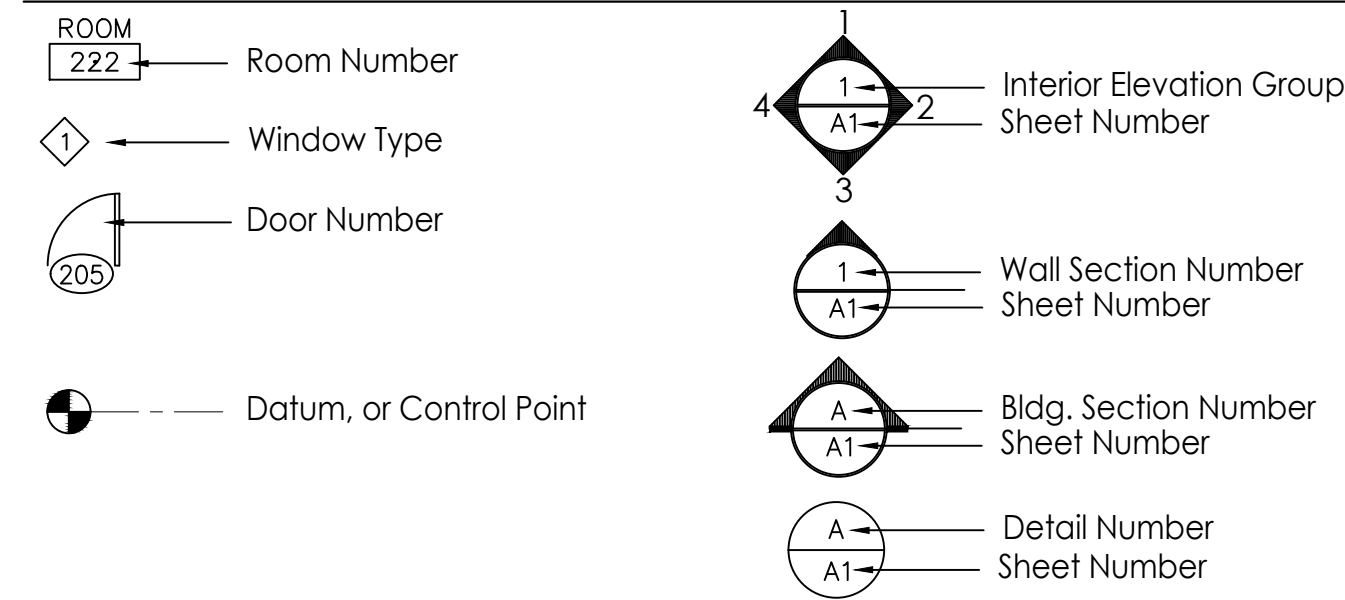 ROOM
222
Room Number
1
Window Type
Door Number
205
Datum, or Control Point
1
1
Interior Elevation Group
4
2
A1
Sheet Number
3
1
Wall Section Number
A1
Sheet Number
A
Bldg. Section Number
A1
Sheet Number
A
Detail Number
A1
Sheet Number